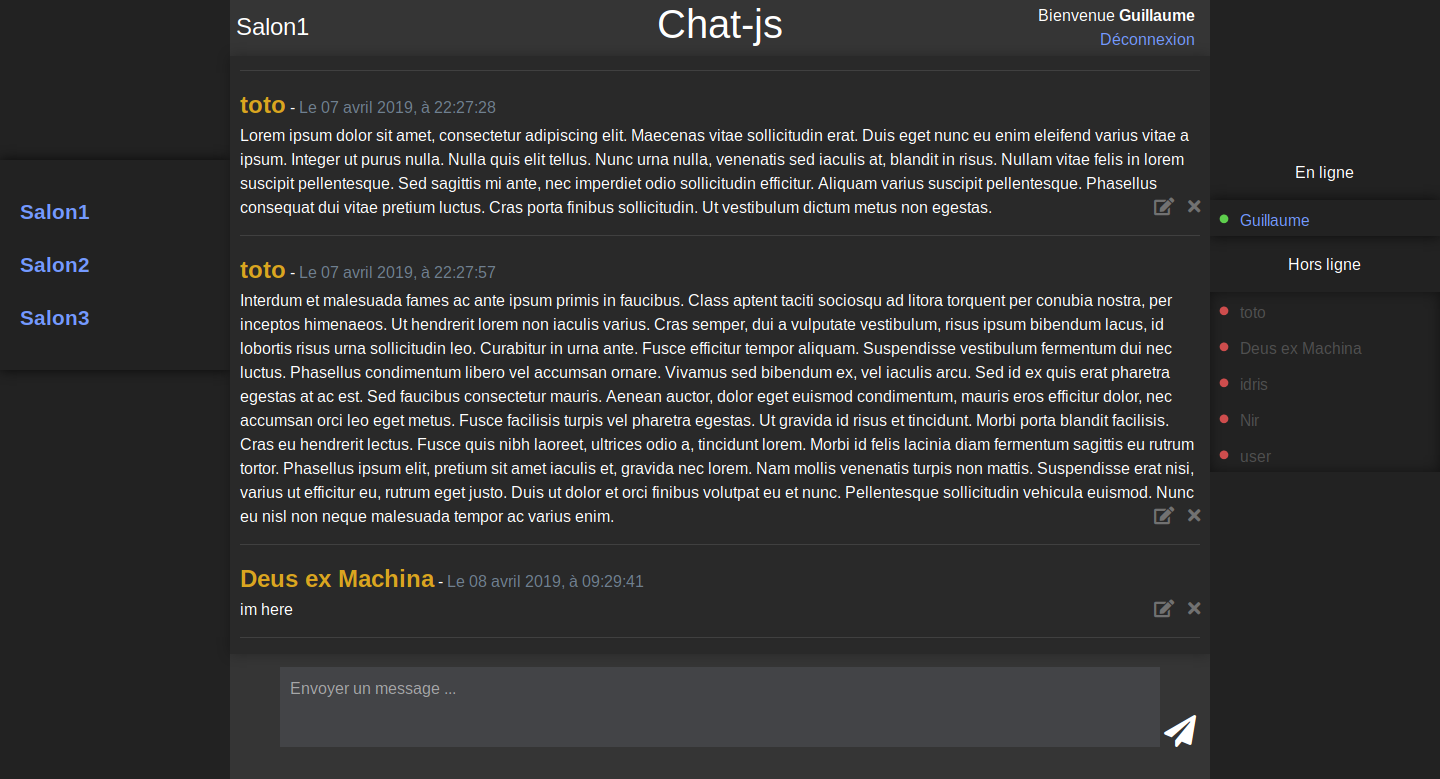 Salon1
Chat-js
Bienvenue Guillaume
Déconnexion
Salon1
Salon2
Salon3
toto - Le 07 avril 2019, à 22:27:28
Lorem ipsum dolor sit amet, consectetur adipiscing elit. Maecenas vitae sollicitudin erat. Duis eget nunc eu enim eleifend varius vitae a
ipsum. Integer ut purus nulla. Nulla quis elit tellus. Nunc urna nulla, venenatis sed iaculis at, blandit in risus. Nullam vitae felis in lorem
suscipit pellentesque. Sed sagittis mi ante, nec imperdiet odio sollicitudin efficitur. Aliquam varius suscipit pellentesque. Phasellus
consequat dui vitae pretium luctus. Cras porta finibus sollicitudin. Ut vestibulum dictum metus non egestas.
toto - Le 07 avril 2019, à 22:27:57
Interdum et malesuada fames ac ante ipsum primis in faucibus. Class aptent taciti sociosqu ad litora torquent per conubia nostra, per
inceptos himenaeos. Ut hendrerit lorem non iaculis varius. Cras semper, dui a vulputate vestibulum, risus ipsum bibendum lacus, id
lobortis risus urna sollicitudin leo. Curabitur in urna ante. Fusce efficitur tempor aliquam. Suspendisse vestibulum fermentum dui nec
luctus. Phasellus condimentum libero vel accumsan ornare. Vivamus sed bibendum ex, vel iaculis arcu. Sed id ex quis erat pharetra
egestas at ac est. Sed faucibus consectetur mauris. Aenean auctor, dolor eget euismod condimentum, mauris eros efficitur dolor, nec
accumsan orci leo eget metus. Fusce facilisis turpis vel pharetra egestas. Ut gravida id risus et tincidunt. Morbi porta blandit facilisis.
Cras eu hendrerit lectus. Fusce quis nibh laoreet, ultrices odio a, tincidunt lorem. Morbi id felis lacinia diam fermentum sagittis eu rutrum
tortor. Phasellus ipsum elit, pretium sit amet iaculis et, gravida nec lorem. Nam mollis venenatis turpis non mattis. Suspendisse erat nisi,
varius ut efficitur eu, rutrum eget justo. Duis ut dolor et orci finibus volutpat eu et nunc. Pellentesque sollicitudin vehicula euismod. Nunc
eu nisl non neque malesuada tempor ac varius enim.
Deus ex Machina - Le 08 avril 2019, à 09:29:41
im here
Envoyer un message ...
En ligne
Guillaume
Hors ligne
toto
Deus ex Machina
idris
Nir
user